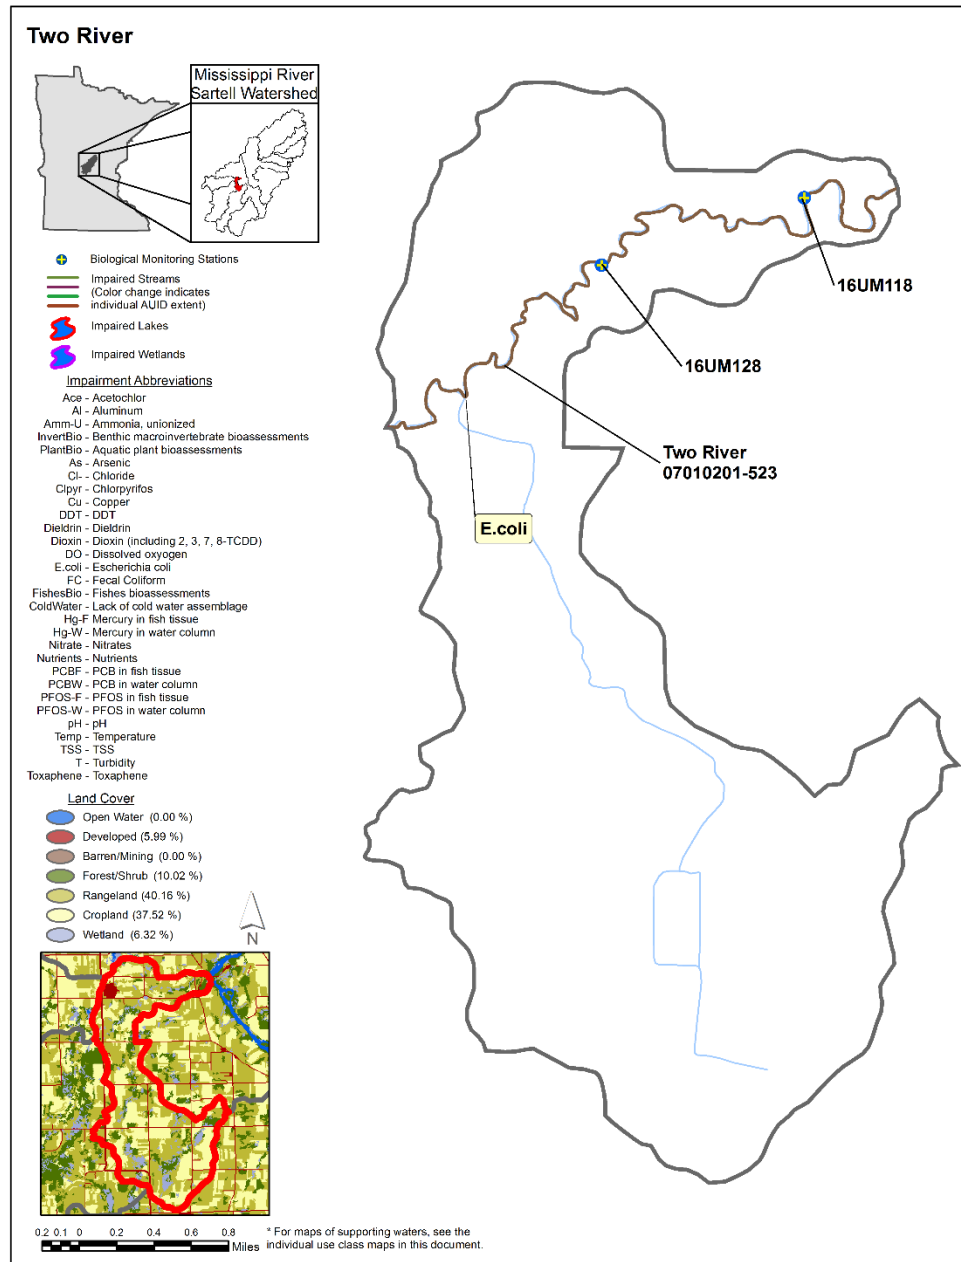 Two River
Mississippi River
Sartell Watershed
Biological Monitoring Stations
Impaired Streams
(Color change indicates
individual AUID extent)
Impaired Lakes
Impaired Wetlands
Impairment Abbreviations
Ace - Acetochlor
Al - Aluminum
Amm-U - Ammonia, unionized
InvertBio - Benthic macroinvertebrate bioassessments
PlantBio - Aquatic plant bioassessments
As - Arsenic
Cl- - Chloride
Clpyr - Chlorpyrifos
Cu - Copper
DDT - DDT
Dieldrin - Dieldrin
Dioxin - Dioxin (including 2, 3, 7, 8-TCDD)
DO - Dissolved oxyogen
E.coli - Escherichia coli
FC - Fecal Coliform
FishesBio - Fishes bioassessments
ColdWater - Lack of cold water assemblage
Hg-F Mercury in fish tissue
Hg-W - Mercury in water column
Nitrate - Nitrates
Nutrients - Nutrients
PCBF - PCB in fish tissue
PCBW - PCB in water column
PFOS-F - PFOS in fish tissue
PFOS-W - PFOS in water column
pH - pH
Temp - Temperature
TSS - TSS
T - Turbidity
Toxaphene - Toxaphene
Land Cover
Open Water (0.00 %)
Developed (5.99 %)
Barren/Mining (0.00 %)
Forest/Shrub (10.02 %)
Rangeland (40.16 %)
Cropland (37.52 %)
Wetland (6.32 %)
N
0.2 0.1 0 0.2 0.4 0.6 0.8
Miles
* For maps of supporting waters, see the
individual use class maps in this document.
16UM118
16UM128
Two River
07010201-523
E.coli